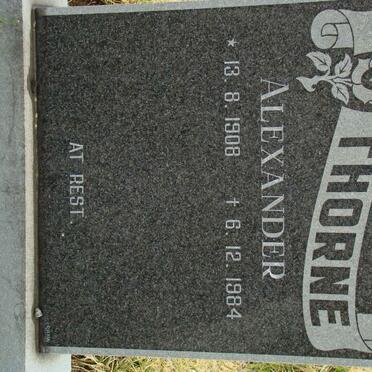 THORNE
ALEXANDER
* 13.8.1908 † 6.12.1984
AT REST.